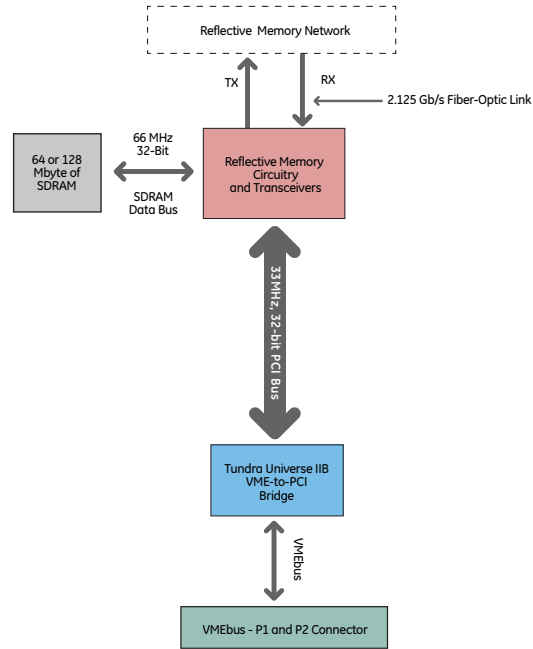 Reflective Memory Network
TX
RX
2.125 Gb/s Fiber-Optic Link
66 MHz
32-Bit
64 or 128
Mbyte of
SDRAM
SDRAM
Data Bus
Reflective Memory
Circuitry
and Transceivers
33MHz, 32-bit PCI Bus
Tundra Universe IIB
VME-to-PCI
Bridge
VMEbus
VMEbus - P1 and P2 Connector